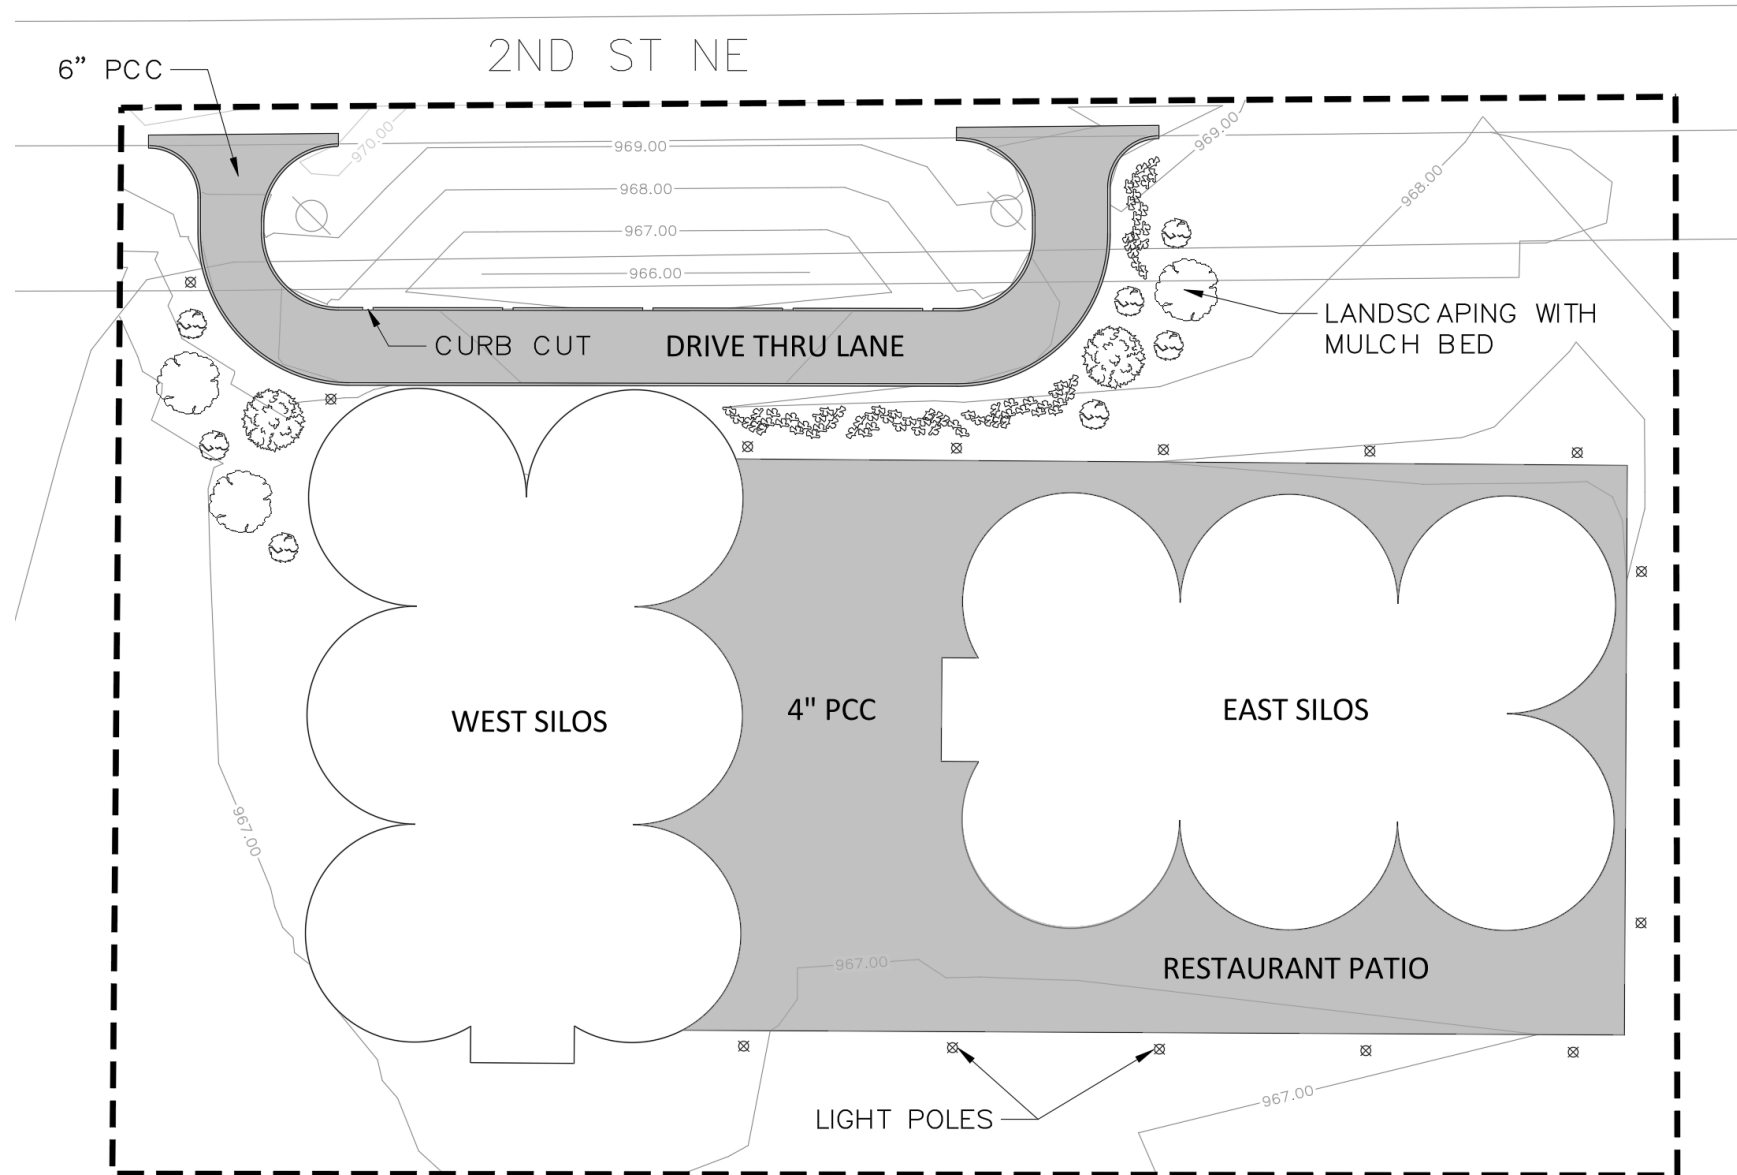 2ND ST NE
6” PCC
970.00
969.00
969.00
968.00
968.00
967.00
966.00
LANDSCAPING WITH
MULCH BED
CURB CUT
DRIVE THRU LANE
WEST SILOS
4" PCC
EAST SILOS
967.00
967.00
RESTAURANT PATIO
967.00
LIGHT POLES